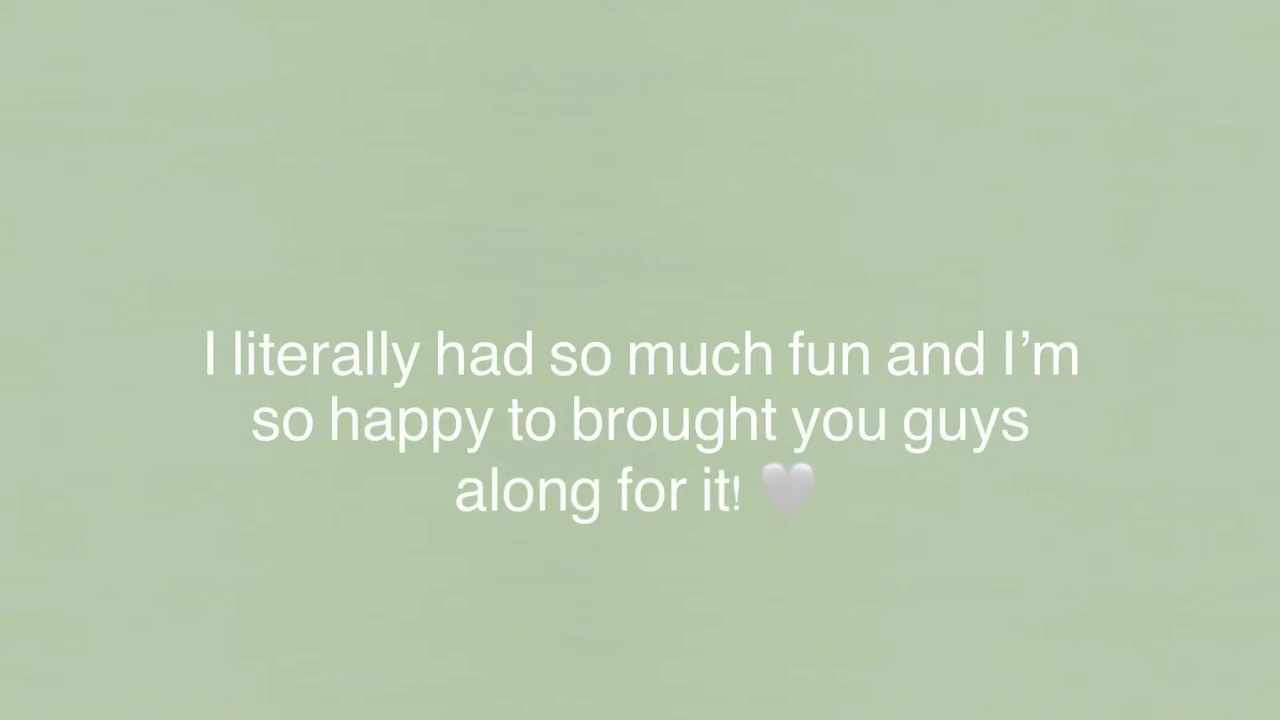 I literally had so much fun and I’m
so happy to brought you guys
along for it! 🤍